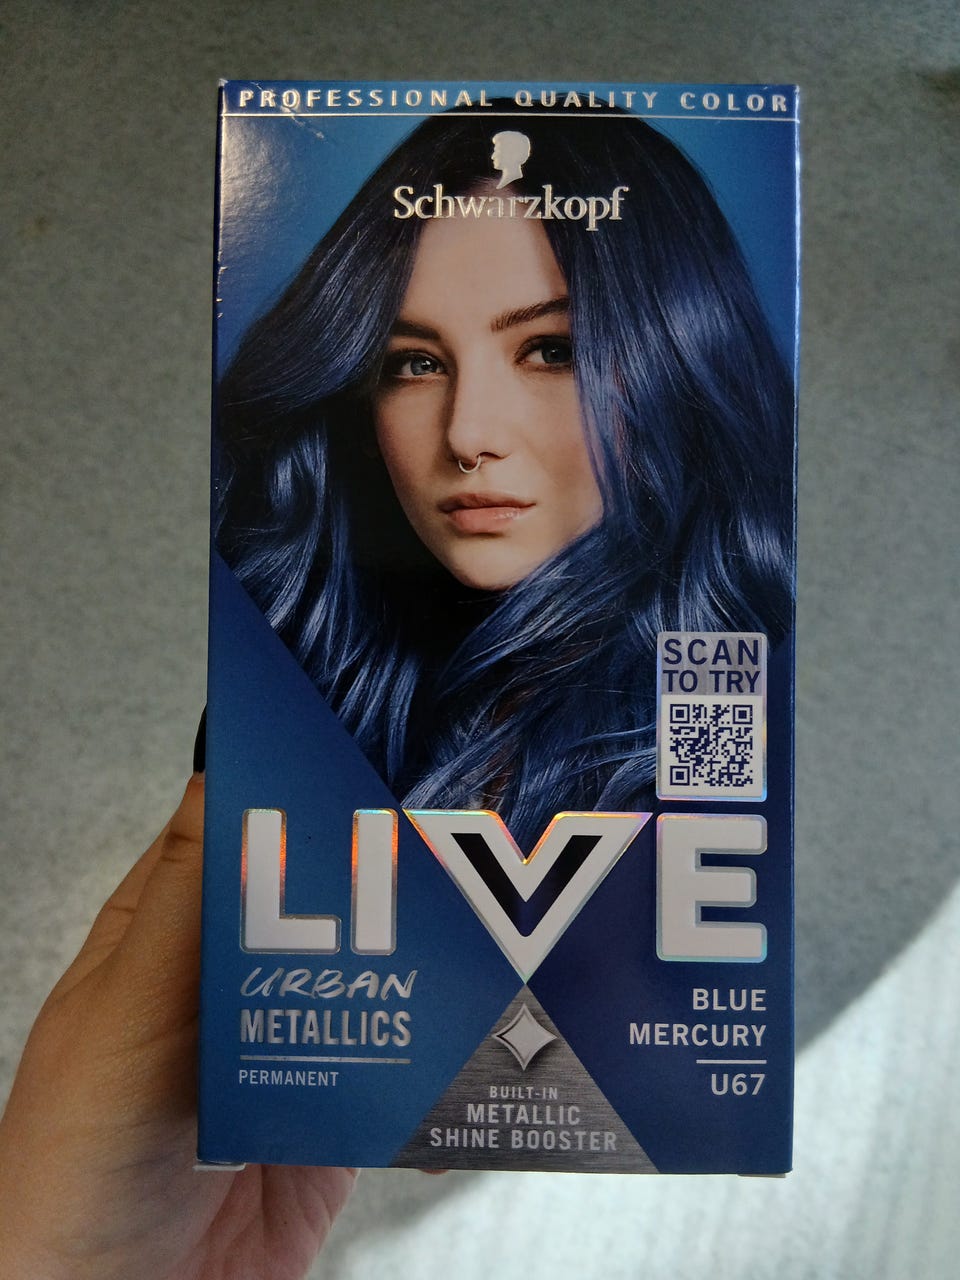 PROFESSIONAL QUALITY COLOR
Schwarzkopf
SCAN
TO TRY
LIVE
URBAN
METALLICS
PERMANENT
BLUE
MERCURY
U67
BUILT-IN
METALLIC
SHINE BOOSTER